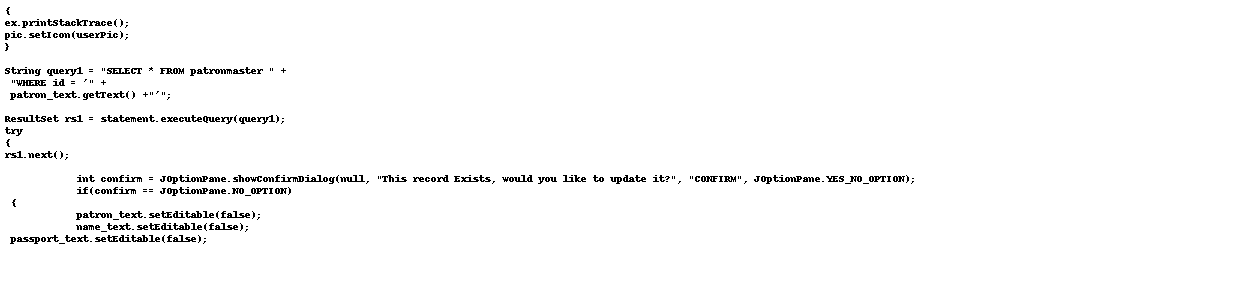 {
ex.printStackTrace();
pic.setIcon(userPic);
}
String query1 = "SELECT * FROM patronmaster " +
"WHERE id = '" +
patron_text.getText() +"'";
ResultSet rs1 = statement.executeQuery(query1);
try
{
rs1.next();
int confirm = JOptionPane.showConfirmDialog(null, "This record Exists, would you like to update it?", "CONFIRM", JOptionPane.YES_NO_OPTION);
if(confirm == JOptionPane.NO_OPTION)
{
patron_text.setEditable(false);
name_text.setEditable(false);
passport_text.setEditable(false);